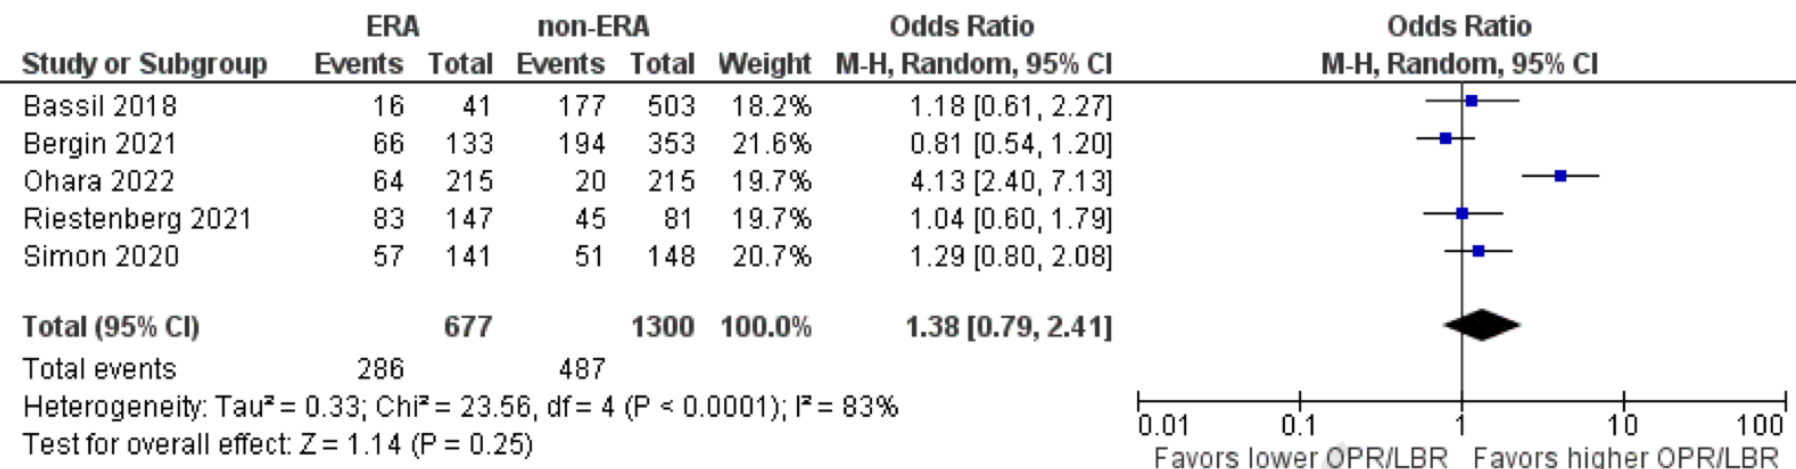 ERA non-ERA Odds Ratio Odds Ratio
Study or Subgroup Events Total Events Total Weight M-H, Random, 95% CI M-H, Random, 95% CI
Bassil 2018 16 41 177 503 18.2% 1.18 [0.61, 2.27]
Bergin 2021 66 133 194 353 21.6% 0.81 [0.54, 1.20]
Ohara 2022 64 215 20 215 19.7% 4.13 [2.40, 7.13]
Riestenberg 2021 83 147 45 81 19.7% 1.04 [0.60, 1.79]
Simon 2020 57 141 51 148 20.7% 1.29 [0.80, 2.08]
Total (95% CI) 677 1300 100.0% 1.38 [0.79, 2.41]
Total events 286 487
Heterogeneity: Tau² = 0.33; Chi² = 23.56, df = 4 (P < 0.0001); I² = 83%
Test for overall effect: Z = 1.14 (P = 0.25)
0.01 0.1 1 10 100
Favors lower OPR/LBR Favors higher OPR/LBR